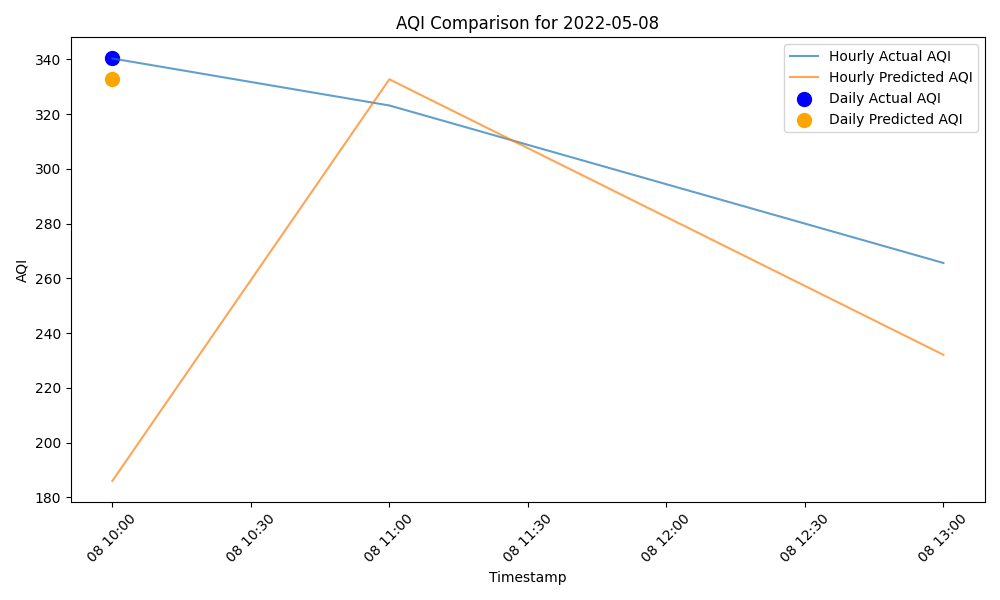 AQI Comparison for 2022-05-08
Hourly Actual AQI
Hourly Predicted AQI
Daily Actual AQI
Daily Predicted AQI
AQI
340
320
300
280
260
240
220
200
180
08 10:00
08 10:30
08 11:00
08 11:30
08 12:00
08 12:30
08 13:00
Timestamp